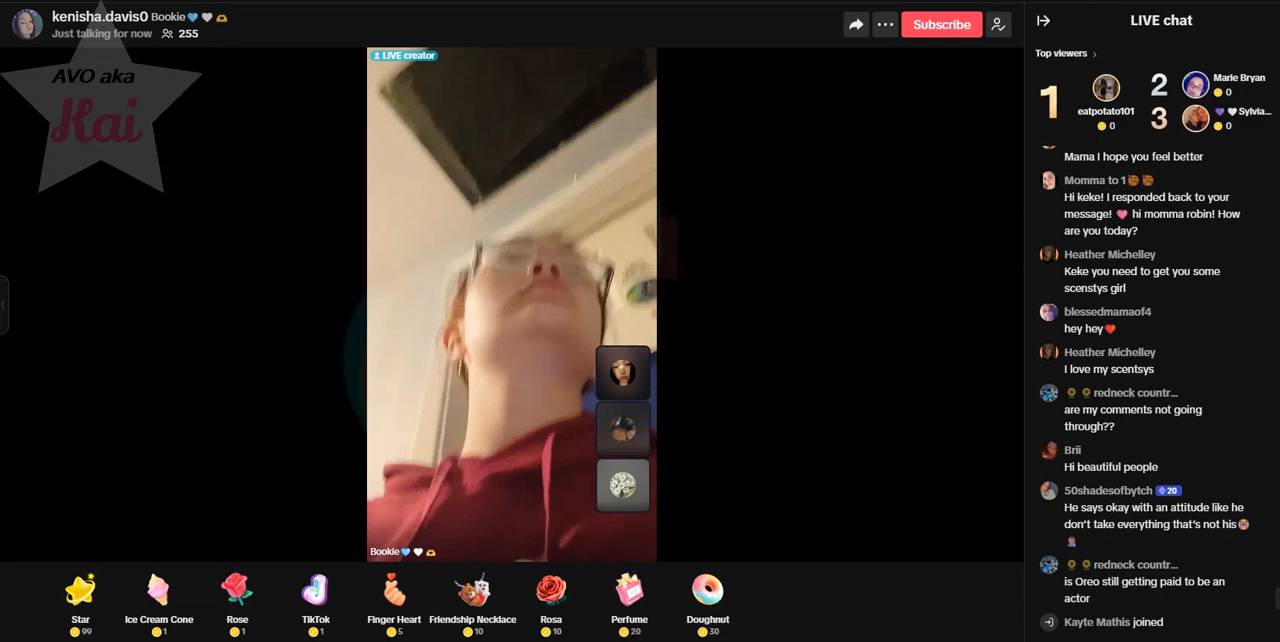 kenisha.davis0 Bookie💙🤍🫶
Just talking for now 255
Subscribe
LIVE chat
AVO aka
Kai
LIVE creator
Bookie💙🤍🫶
Top viewers
1
eatpotato101
0
2
Marie Bryan
0
3
💜🤍Sylvia...
0
Mama I hope you feel better
Momma to 1
Hi keke! I responded back to your
message! 💗 hi momma robin! How
are you today?
Heather Michelley
Keke you need to get you some
scenstys girl
blessedmamaof4
hey hey❤️
Heather Michelley
I love my scentsys
🌻🌻redneck countr...
are my comments not going
through??
Brii
Hi beautiful people
50shadesofbytch 20
He says okay with an attitude like he
don't take everything that's not his
🌻🌻redneck countr...
is Oreo still getting paid to be an
actor
Kayte Mathis joined
Star
99
Ice Cream Cone
1
Rose
1
TikTok
1
Finger Heart
5
Friendship Necklace
10
Rosa
10
Perfume
20
Doughnut
30